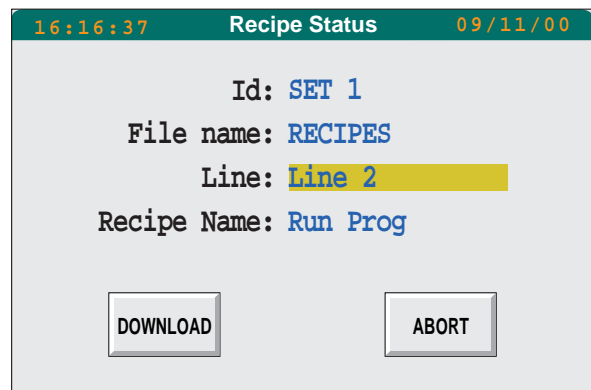 16:16:37 Recipe Status 09/11/00
Id: SET 1
File name: RECIPES
Line: Line 2
Recipe Name: Run Prog
DOWNLOAD ABORT